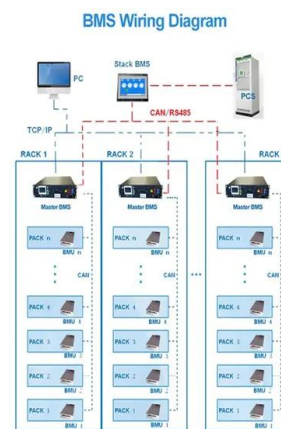 BMS Wiring Diagram
Stack BMS
PC
PCS
CAN/RS485
TCP/IP
RACK 1
RACK 2
RACK
Master BMS
Master BMS
Master BMS
PACK n
BMU n
PACK n
BMU n
PACK n
BMU n
CAN
CAN
CAN
PACK 4
BMU 4
PACK 4
BMU 4
PACK 4
BMU 4
PACK 3
BMU 3
PACK 3
BMU 3
PACK 3
BMU 3
PACK 2
BMU 2
PACK 2
BMU 2
PACK 2
BMU 2
PACK 1
BMU 1
PACK 1
BMU 1
PACK 1
BMU 1